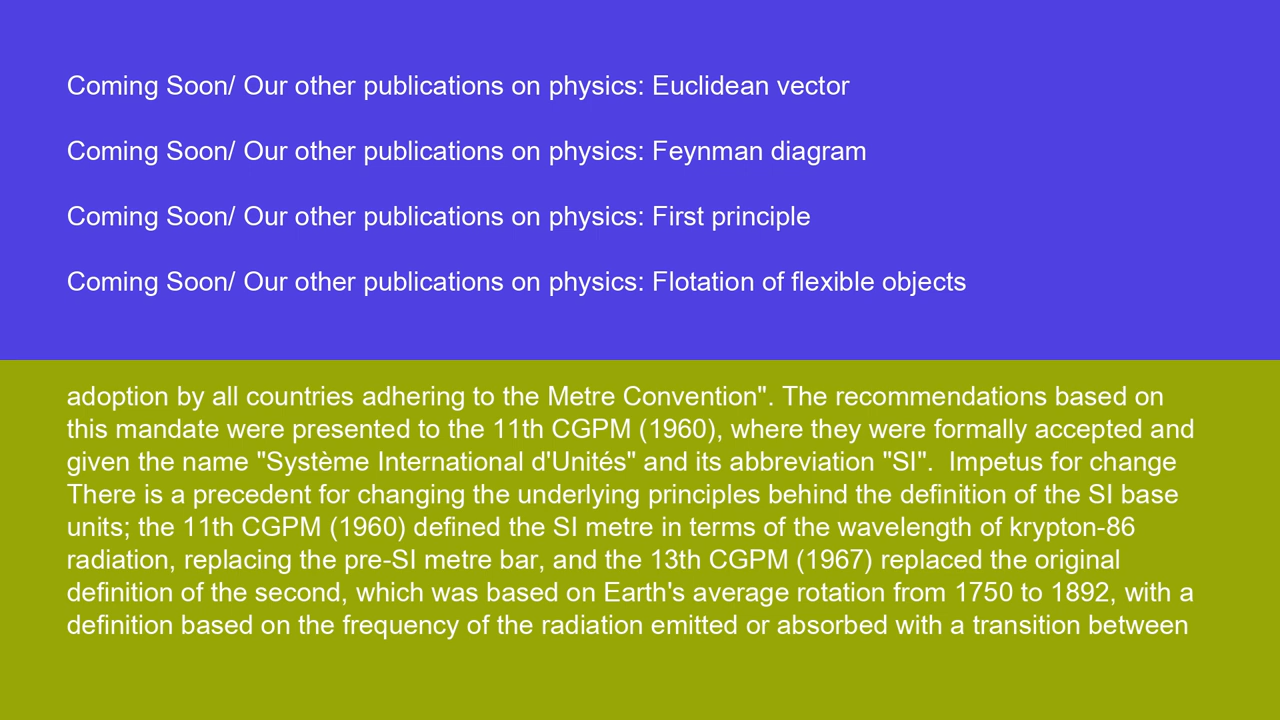 Coming Soon/ Our other publications on physics: Euclidean vector
Coming Soon/ Our other publications on physics: Feynman diagram
Coming Soon/ Our other publications on physics: First principle
Coming Soon/ Our other publications on physics: Flotation of flexible objects
adoption by all countries adhering to the Metre Convention". The recommendations based on
this mandate were presented to the 11th CGPM (1960), where they were formally accepted and
given the name "Système International d'Unités" and its abbreviation "SI".  Impetus for change
There is a precedent for changing the underlying principles behind the definition of the SI base
units; the 11th CGPM (1960) defined the SI metre in terms of the wavelength of krypton-86
radiation, replacing the pre-SI metre bar, and the 13th CGPM (1967) replaced the original
definition of the second, which was based on Earth's average rotation from 1750 to 1892, with a
definition based on the frequency of the radiation emitted or absorbed with a transition between